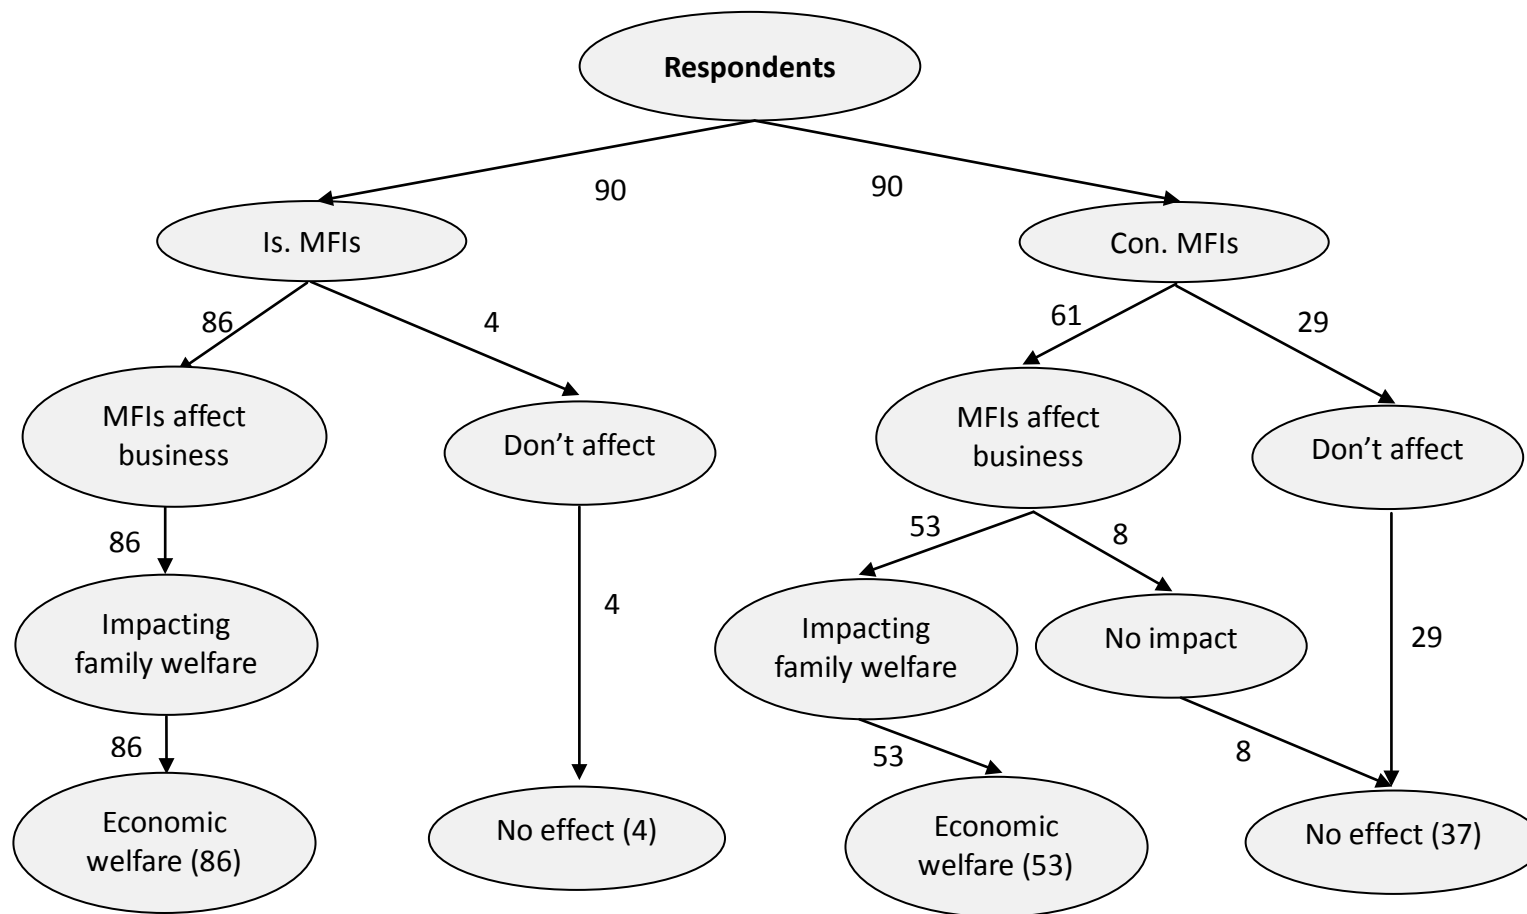 Respondents
90
90
Is. MFIs
Con. MFIs
86
4
61
29
MFIs affect
business
Don’t affect
MFIs affect
business
Don’t affect
86
4
53
8
29
Impacting
family welfare
Impacting
family welfare
No impact
86
53
8
Economic
welfare (86)
No effect (4)
Economic
welfare (53)
No effect (37)